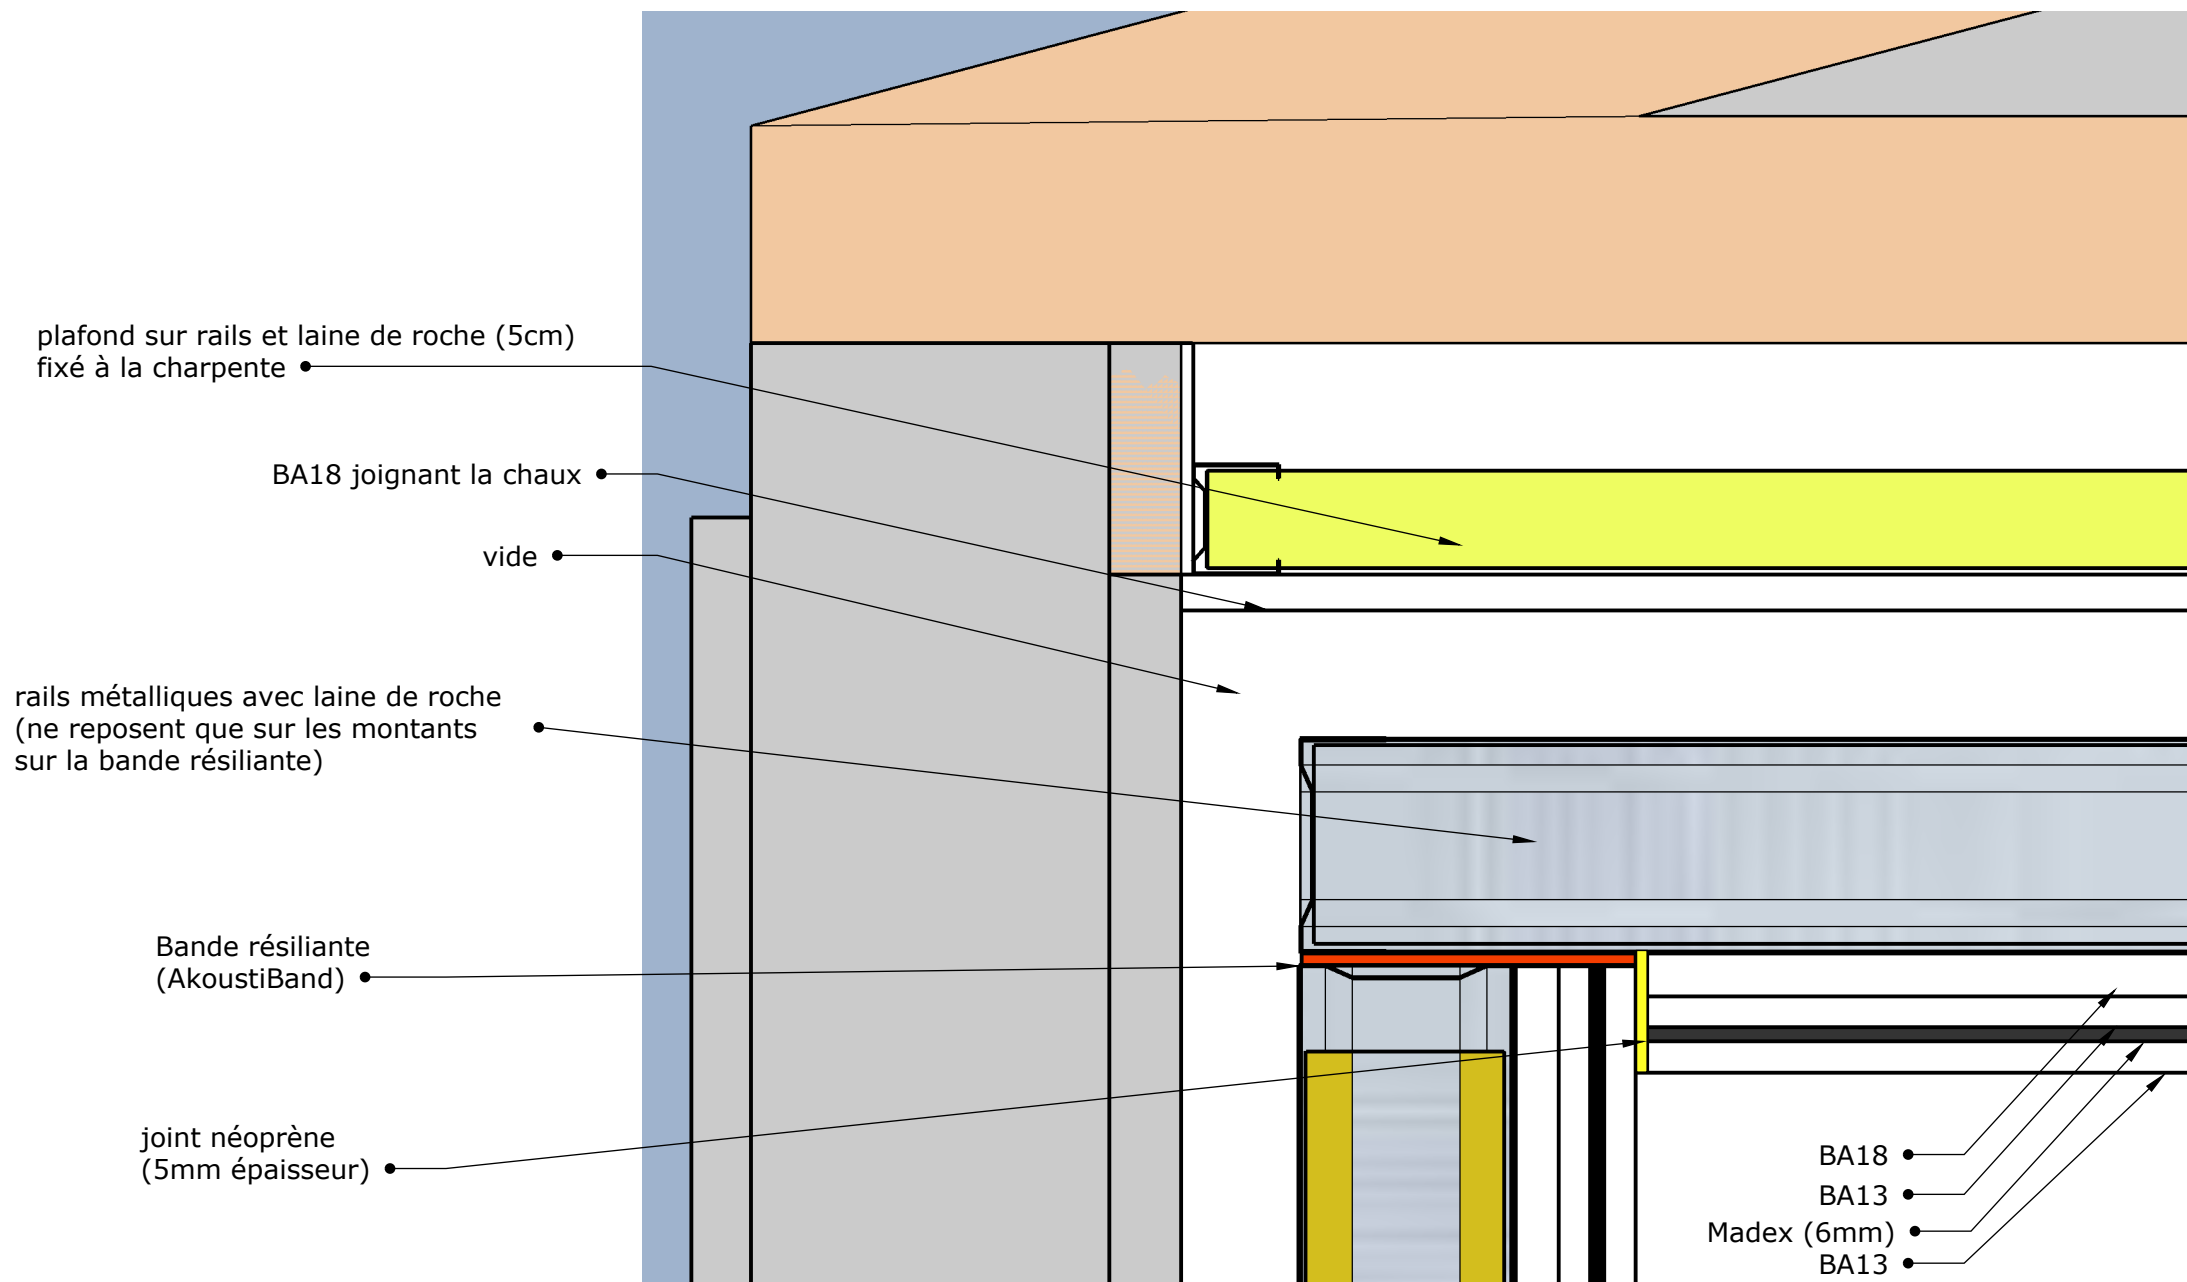 plafond sur rails et laine de roche (5cm)
fixé à la charpente
BA18 joignant la chaux
vide
rails métalliques avec laine de roche
(ne reposent que sur les montants
sur la bande résiliante)
Bande résiliante
(AkoustiBand)
joint néoprène
(5mm épaisseur)
BA18
BA13
Madex (6mm)
BA13